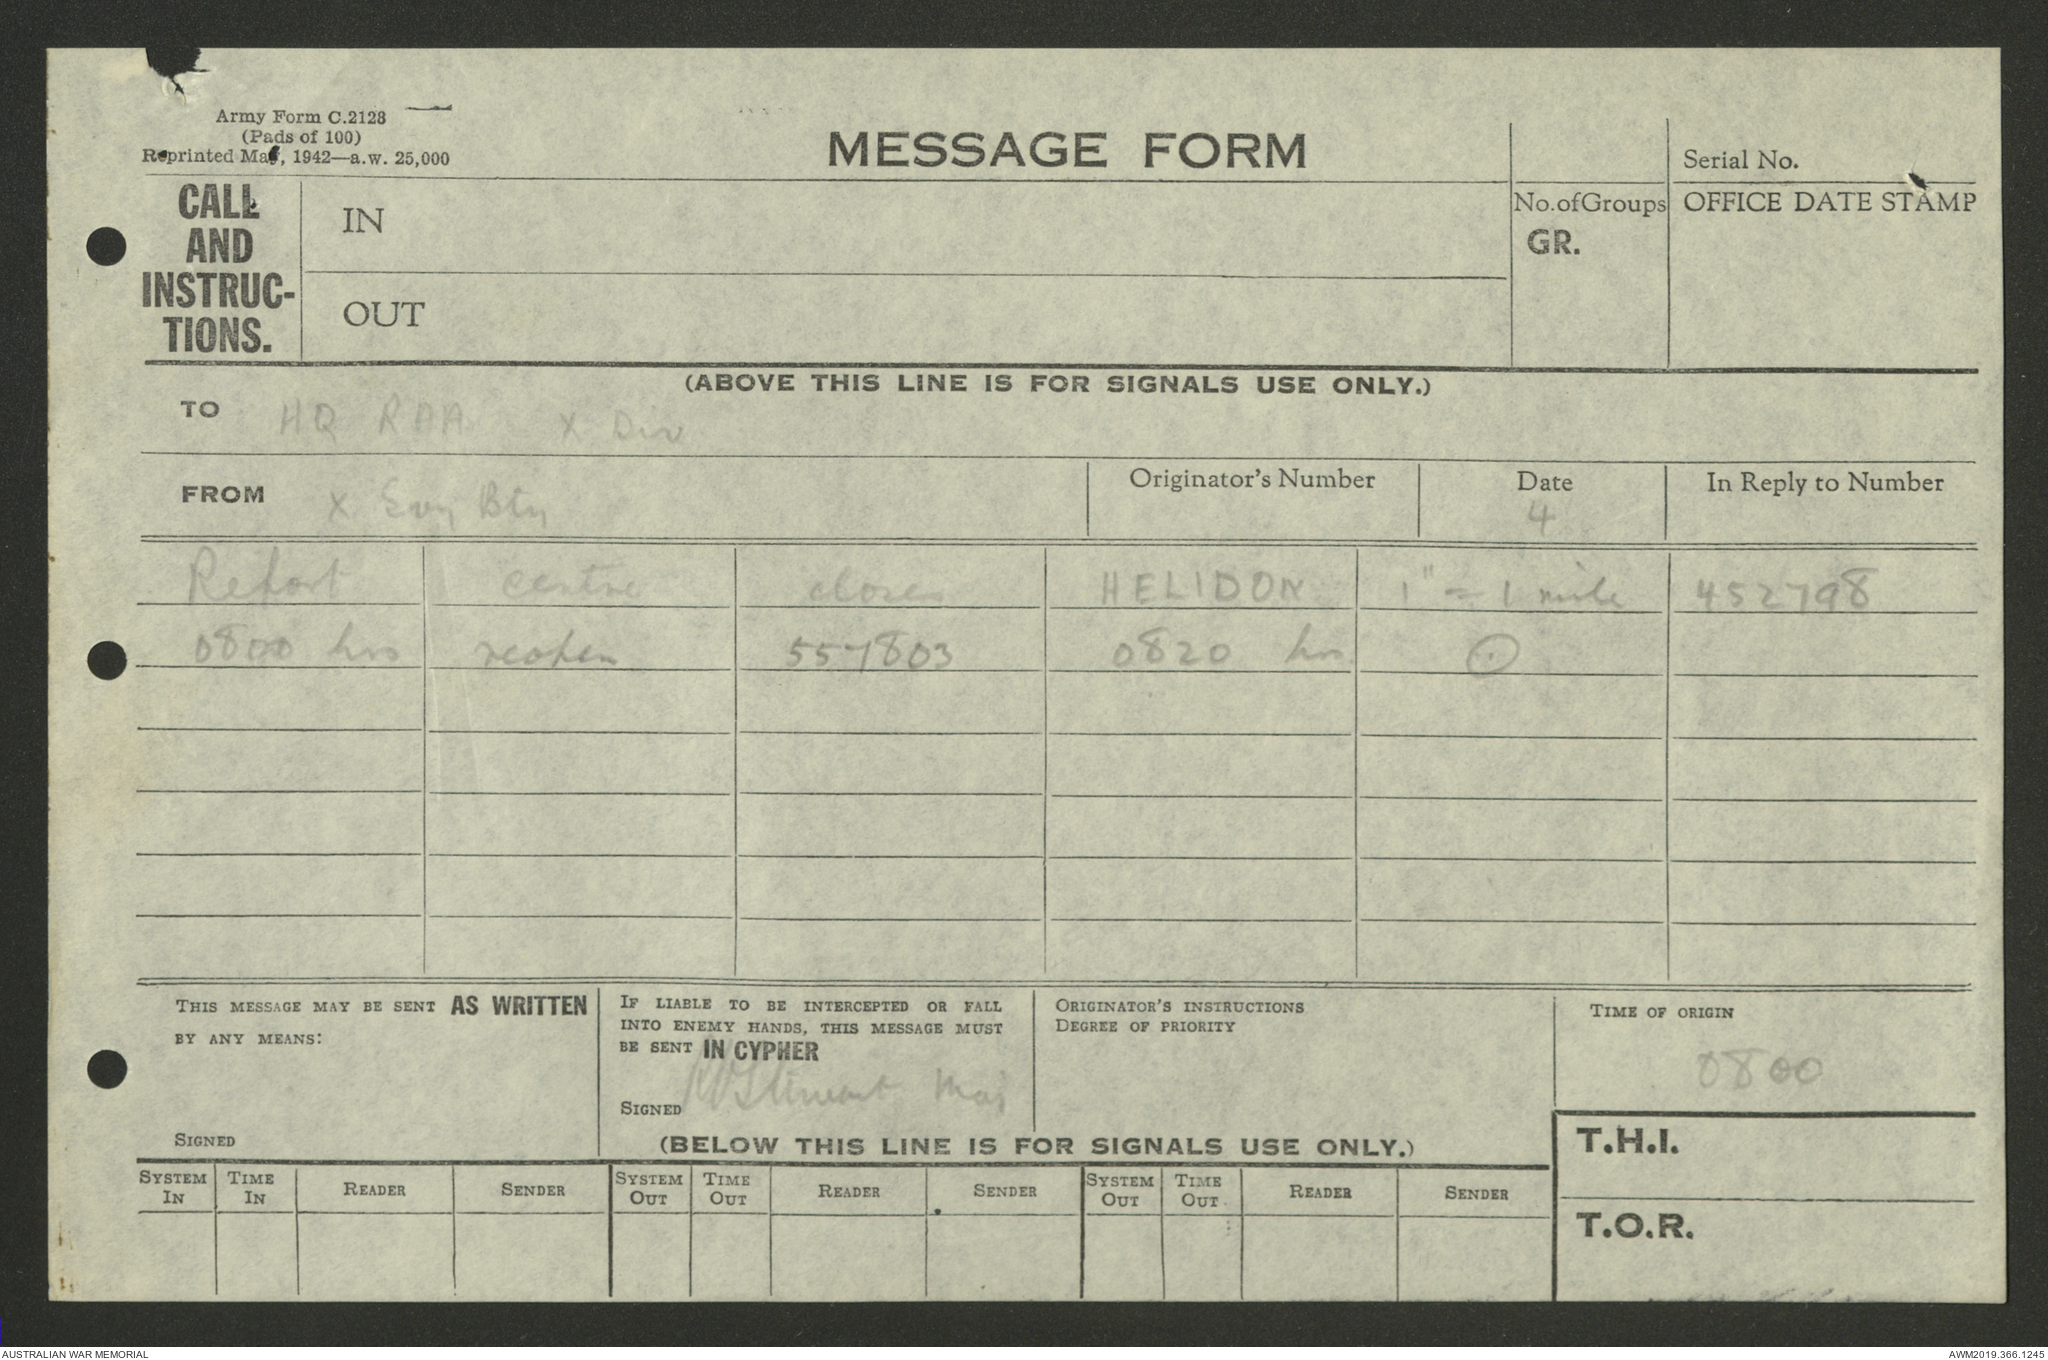 Army Form C.2128
(Pads of 100)
Reprinted May, 1942—a.w. 25,000
MESSAGE FORM
Serial No.
CALL
AND
INSTRUC-
TIONS.
IN
OUT
No.ofGroups
GR.
OFFICE DATE STAMP
(ABOVE THIS LINE IS FOR SIGNALS USE ONLY.)
TO HQ RAA X Div
FROM X Svy Bty
Originator's Number
Date
4
In Reply to Number
Report centre closes HELIDON 1" = 1 mile 452798
0800 hrs reopen 557803 0820 hrs
THIS MESSAGE MAY BE SENT AS WRITTEN
BY ANY MEANS:
SIGNED
IF LIABLE TO BE INTERCEPTED OR FALL
INTO ENEMY HANDS, THIS MESSAGE MUST
BE SENT IN CYPHER
SIGNED Stewart Maj
ORIGINATOR'S INSTRUCTIONS
DEGREE OF PRIORITY
TIME OF ORIGIN
0800
(BELOW THIS LINE IS FOR SIGNALS USE ONLY.)
T.H.I.
T.O.R.
SYSTEM IN
TIME IN
READER
SENDER
SYSTEM OUT
TIME OUT
READER
SENDER
SYSTEM OUT
TIME OUT
READER
SENDER
AUSTRALIAN WAR MEMORIAL
AWM2019.366.1245